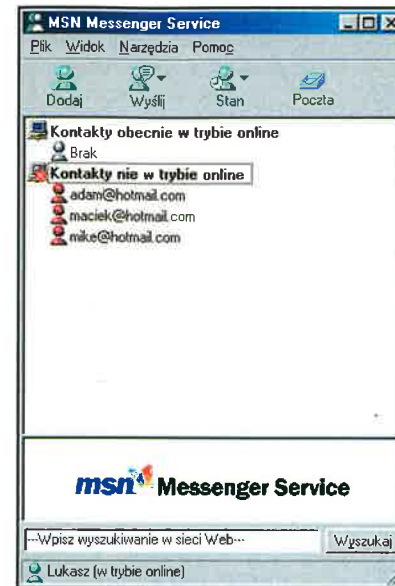 MSN Messenger Service
Plik Widok Narzędzia Pomoc
Dodaj Wyślij Stan Poczta
Kontakty obecnie w trybie online
Brak
Kontakty nie w trybie online
adam@hotmail.com
maciek@hotmail.com
mike@hotmail.com
msn Messenger Service
---Wpisz wyszukiwanie w sieci Web--- Wyszukaj
Lukasz (w trybie online)